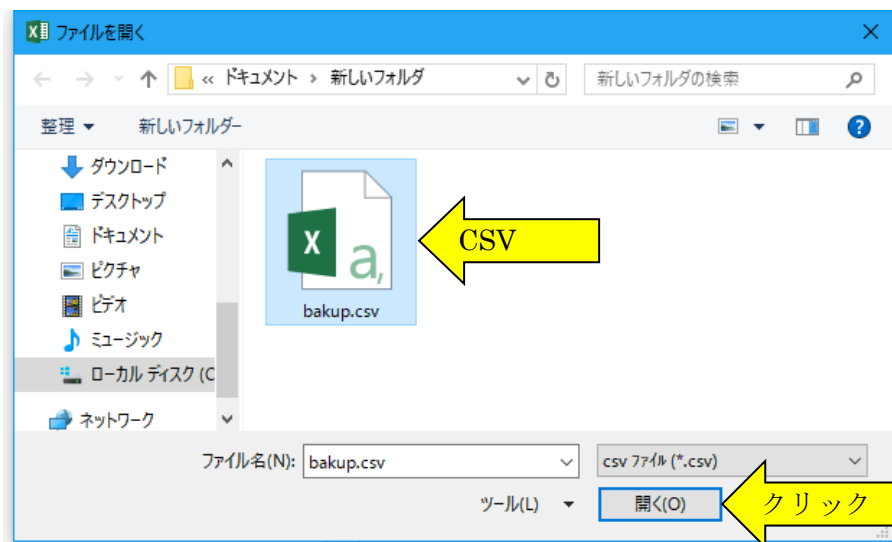 ファイルを開く
« ドキュメント › 新しいフォルダ
新しいフォルダの検索
整理
新しいフォルダー
ダウンロード
デスクトップ
ドキュメント
ピクチャ
ビデオ
ミュージック
ローカル ディスク (C
ネットワーク
X a,
bakup.csv
CSV
ファイル名(N):
bakup.csv
csv ファイル (*.csv)
ツール(L)
開く(O)
クリック